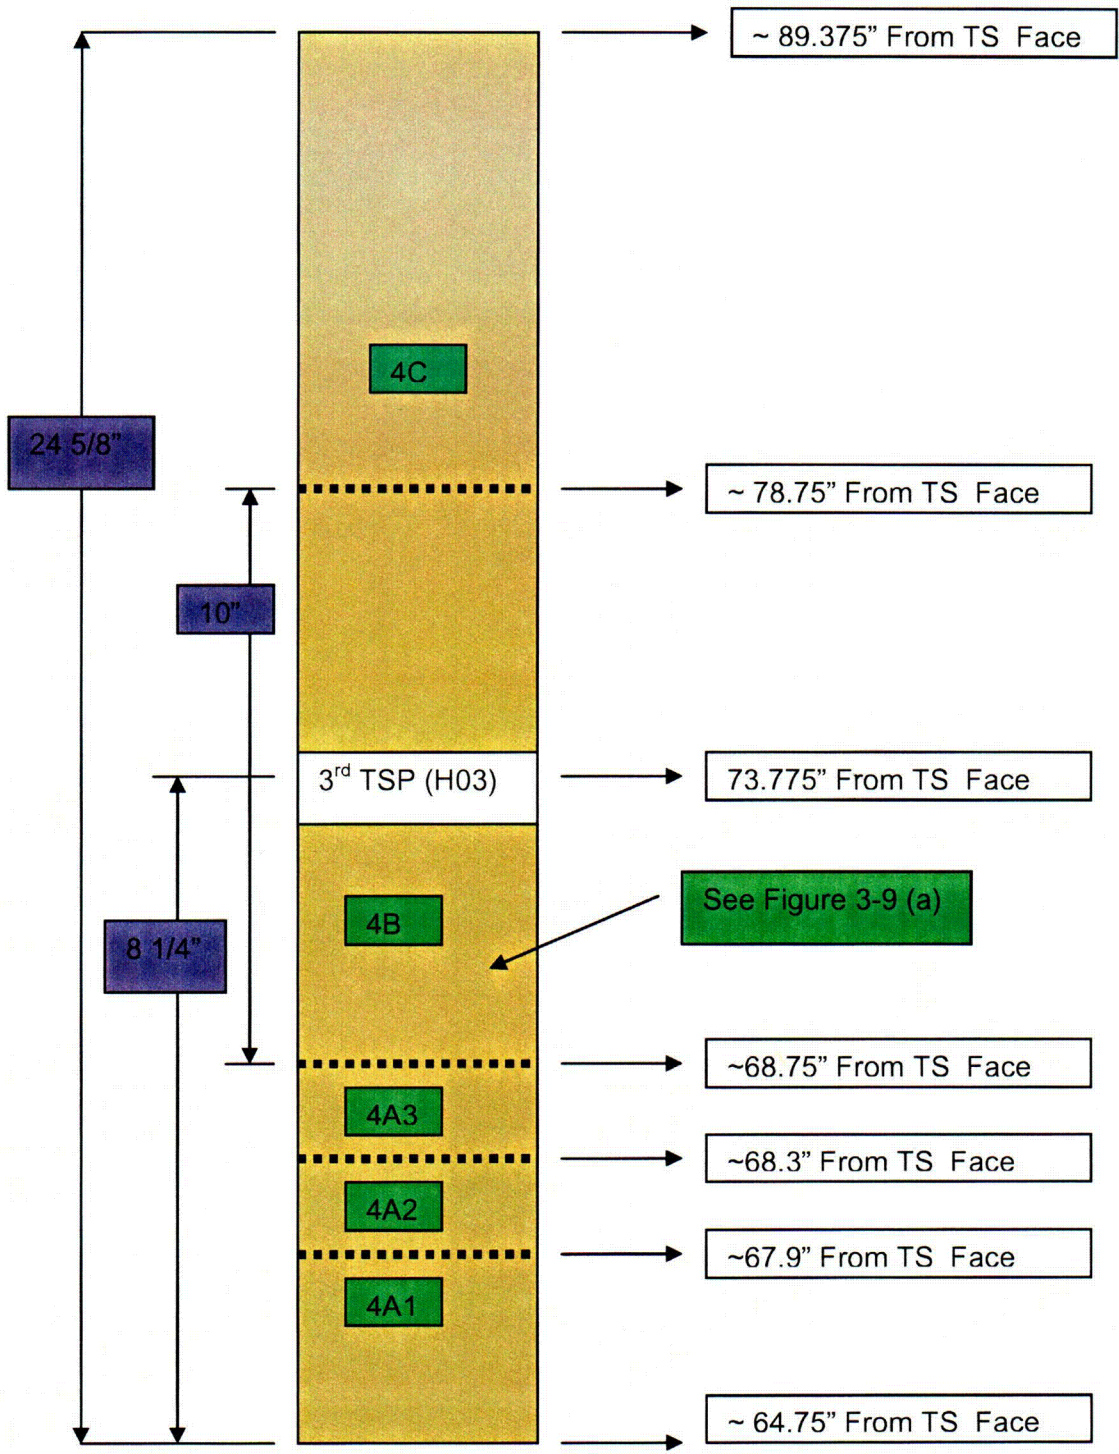 ~ 89.375” From TS Face
4C
24 5/8”
~ 78.75” From TS Face
10”
3rd TSP (H03)
73.775” From TS Face
See Figure 3-9 (a)
4B
8 1/4”
~68.75” From TS Face
4A3
~68.3” From TS Face
4A2
~67.9” From TS Face
4A1
~ 64.75” From TS Face